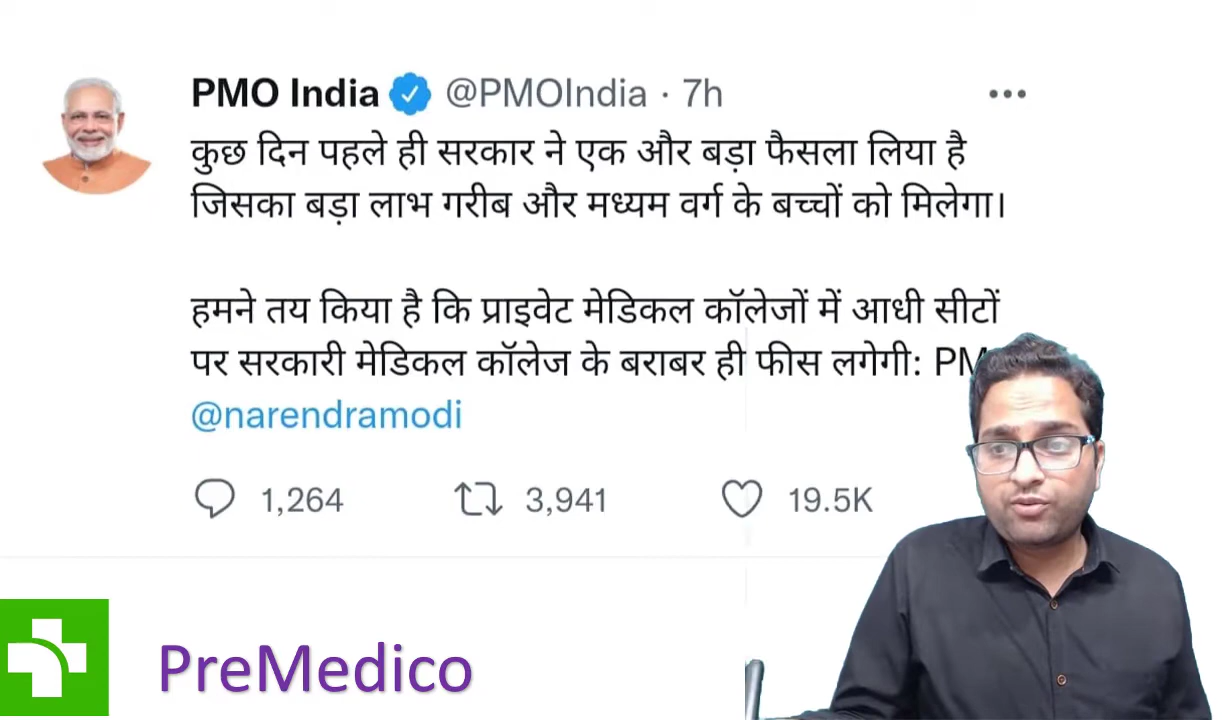 PMO India @PMOIndia · 7h
कुछ दिन पहले ही सरकार ने एक और बड़ा फैसला लिया है
जिसका बड़ा लाभ गरीब और मध्यम वर्ग के बच्चों को मिलेगा।
हमने तय किया है कि प्राइवेट मेडिकल कॉलेजों में आधी सीटों
पर सरकारी मेडिकल कॉलेज के बराबर ही फीस लगेगी: PM
@narendramodi
1,264 3,941 19.5K
PreMedico